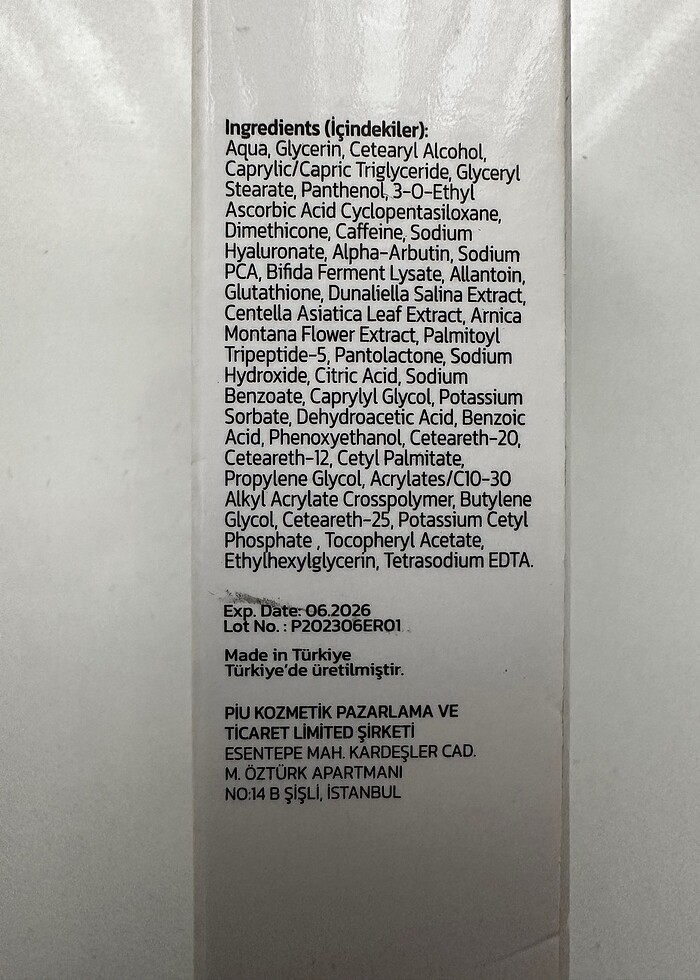 Ingredients (İçindekiler):
Aqua, Glycerin, Cetearyl Alcohol,
Caprylic/Capric Triglyceride, Glyceryl
Stearate, Panthenol, 3-O-Ethyl
Ascorbic Acid Cyclopentasiloxane,
Dimethicone, Caffeine, Sodium
Hyaluronate, Alpha-Arbutin, Sodium
PCA, Bifida Ferment Lysate, Allantoin,
Glutathione, Dunaliella Salina Extract,
Centella Asiatica Leaf Extract, Arnica
Montana Flower Extract, Palmitoyl
Tripeptide-5, Pantolactone, Sodium
Hydroxide, Citric Acid, Sodium
Benzoate, Caprylyl Glycol, Potassium
Sorbate, Dehydroacetic Acid, Benzoic
Acid, Phenoxyethanol, Ceteareth-20,
Ceteareth-12, Cetyl Palmitate,
Propylene Glycol, Acrylates/C10-30
Alkyl Acrylate Crosspolymer, Butylene
Glycol, Ceteareth-25, Potassium Cetyl
Phosphate , Tocopheryl Acetate,
Ethylhexylglycerin, Tetrasodium EDTA.
Exp. Date: 06.2026
Lot No. : P202306ER01
Made in Türkiye
Türkiye'de üretilmiştir.
PİU KOZMETİK PAZARLAMA VE
TİCARET LİMİTED ŞİRKETİ
ESENTEPE MAH. KARDEŞLER CAD.
M. ÖZTÜRK APARTMANI
NO:14 B ŞİŞLİ, İSTANBUL